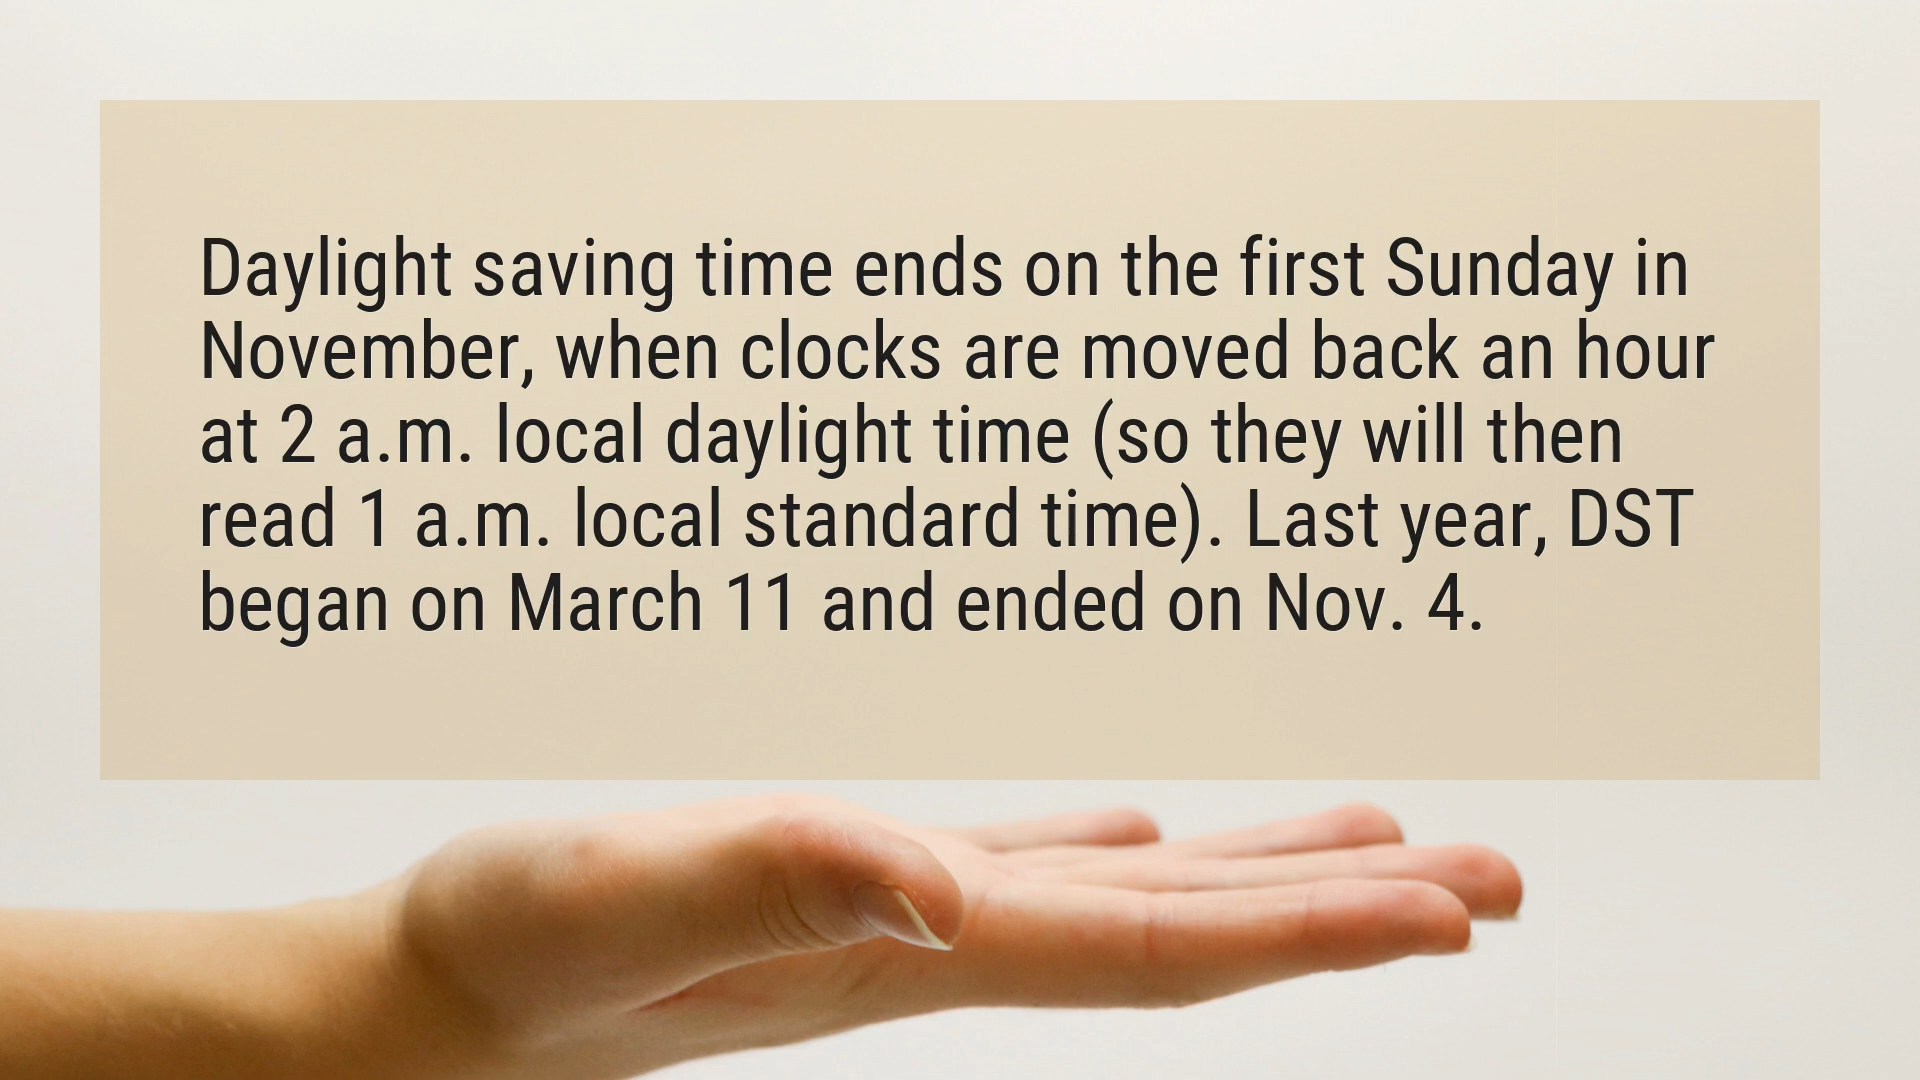 Daylight saving time ends on the first Sunday in
November, when clocks are moved back an hour
at 2 a.m. local daylight time (so they will then
read 1 a.m. local standard time). Last year, DST
began on March 11 and ended on Nov. 4.